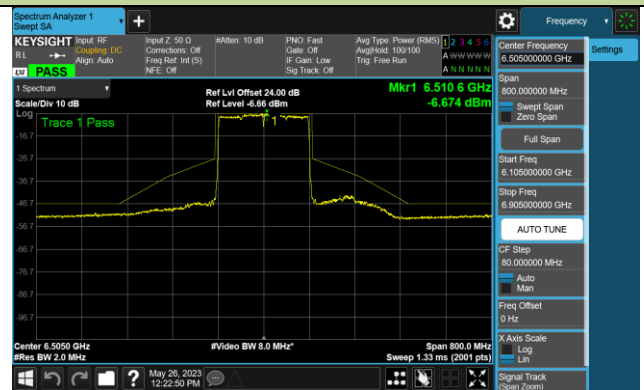 Spectrum Analyzer 1
Swept SA
Frequency
KEYSIGHT
Input: RF
Coupling: DC
Align: Auto
Input Z: 50 Ω
Corrections: Off
Freq Ref: Int (S)
NFE: Off
#Atten: 10 dB
PNO: Fast
Gate: Off
IF Gain: Low
Sig Track: Off
Avg Type: Power (RMS)
Avg|Hold: 100/100
Trig: Free Run
1 2 3 4 5 6
A W W W W W
A N N N N N
R L
LXI
PASS
1 Spectrum
Scale/Div 10 dB
Ref Lvl Offset 24.00 dB
Ref Level -6.66 dBm
Mkr1 6.510 6 GHz
-6.674 dBm
Log
Trace 1 Pass
1
-16.7
-26.7
-36.7
-46.7
-56.7
-66.7
-76.7
-86.7
-96.7
Center 6.5050 GHz
#Res BW 2.0 MHz
#Video BW 8.0 MHz*
Span 800.0 MHz
Sweep 1.33 ms (2001 pts)
May 26, 2023
12:22:50 PM
?
Center Frequency
6.505000000 GHz
Settings
Span
800.000000 MHz
Swept Span
Zero Span
Full Span
Start Freq
6.105000000 GHz
Stop Freq
6.905000000 GHz
AUTO TUNE
CF Step
80.000000 MHz
Auto
Man
Freq Offset
0 Hz
X Axis Scale
Log
Lin
Signal Track
(Span Zoom)